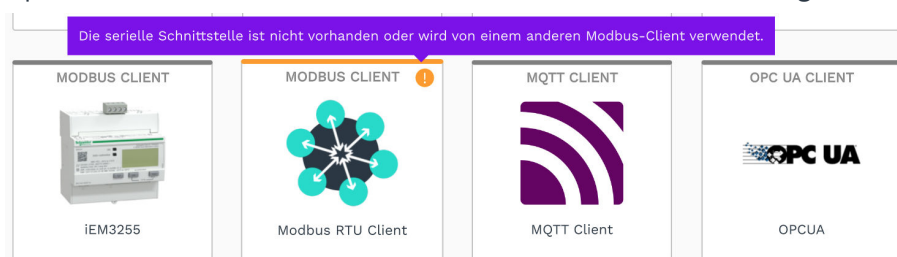 Die serielle Schnittstelle ist nicht vorhanden oder wird von einem anderen Modbus-Client verwendet.
MODBUS CLIENT
MODBUS CLIENT
!
MQTT CLIENT
OPC UA CLIENT
OPC UA
iEM3255
Modbus RTU Client
MQTT Client
OPCUA